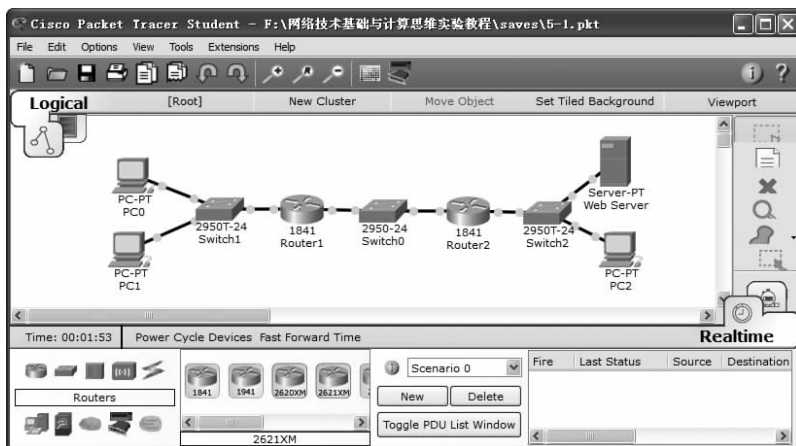 Cisco Packet Tracer Student - F:\网络技术基础与计算思维实验教程\saves\5-1.pkt
File Edit Options View Tools Extensions Help
Logical [Root] New Cluster Move Object Set Tiled Background Viewport
PC-PT
PC0
PC-PT
PC1
2950T-24
Switch1
1841
Router1
2950-24
Switch0
1841
Router2
2950T-24
Switch2
Server-PT
Web Server
PC-PT
PC2
Time: 00:01:53 Power Cycle Devices Fast Forward Time Realtime
Routers
1841 1941 2620XM 2621XM
2621XM
Scenario 0
New Delete
Toggle PDU List Window
Fire Last Status Source Destination